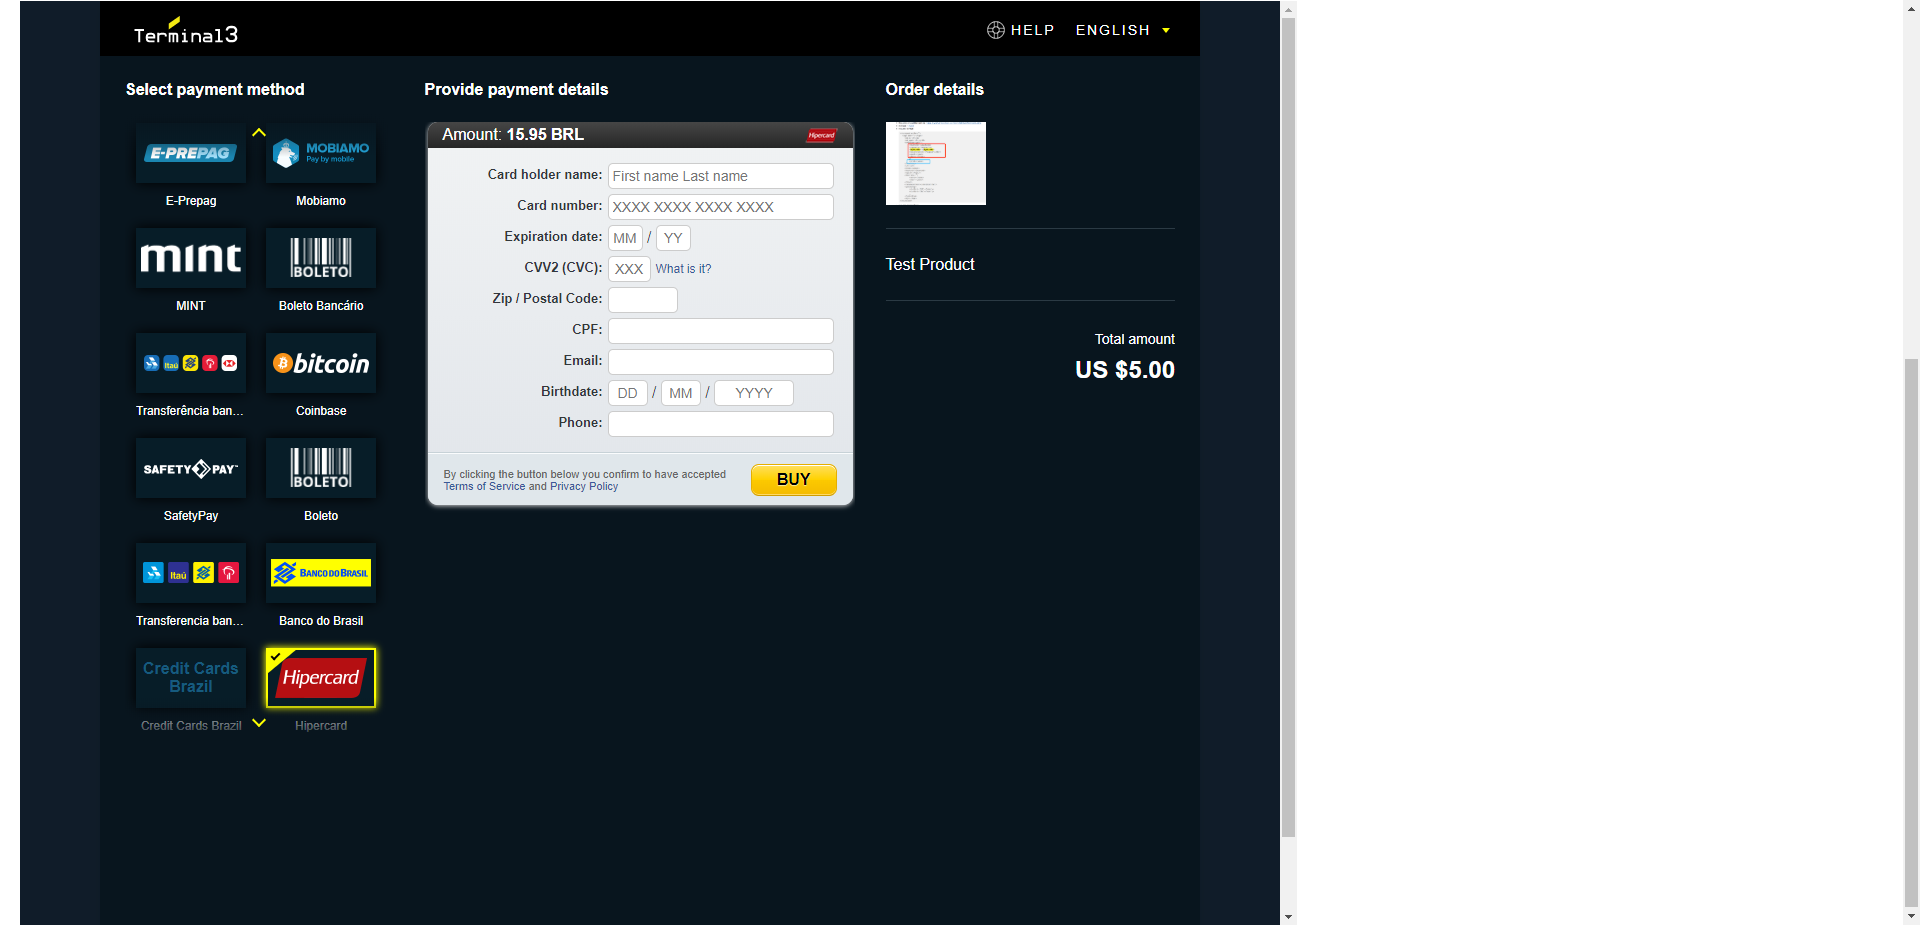 Terminal3
HELP
ENGLISH
Select payment method
E-PREPAG
MOBIAMO
Pay by mobile
E-Prepag
Mobiamo
mint
BOLETO
MINT
Boleto Bancário
Itaú
bitcoin
Transferência ban...
Coinbase
SAFETYPAY
BOLETO
SafetyPay
Boleto
Itaú
BANCO DO BRASIL
Transferencia ban...
Banco do Brasil
Credit Cards
Brazil
Hipercard
Credit Cards Brazil
Hipercard
Provide payment details
Amount: 15.95 BRL
Hipercard
Card holder name: First name Last name
Card number: XXXX XXXX XXXX XXXX
Expiration date: MM / YY
CVV2 (CVC): XXX What is it?
Zip / Postal Code:
CPF:
Email:
Birthdate: DD / MM / YYYY
Phone:
By clicking the button below you confirm to have accepted
Terms of Service and Privacy Policy
BUY
Order details
Test Product
Total amount
US $5.00